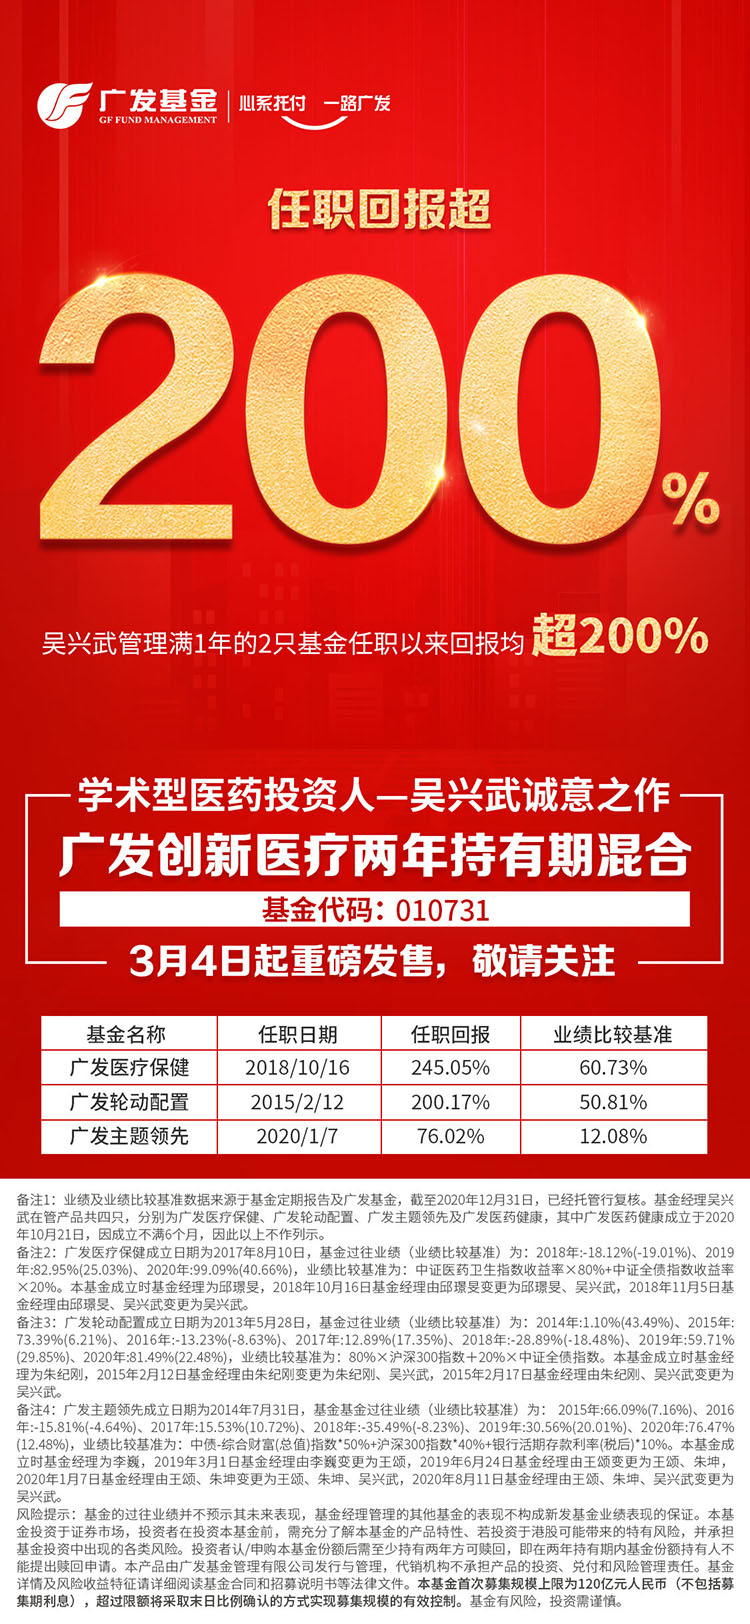 广发基金 心系托付 一路广发
GF FUND MANAGEMENT
任职回报超
200%
吴兴武管理满1年的2只基金任职以来回报均 超200%
学术型医药投资人—吴兴武诚意之作
广发创新医疗两年持有期混合
基金代码：010731
3月4日起重磅发售，敬请关注
基金名称 任职日期 任职回报 业绩比较基准
广发医疗保健 2018/10/16 245.05% 60.73%
广发轮动配置 2015/2/12 200.17% 50.81%
广发主题领先 2020/1/7 76.02% 12.08%
备注1：业绩及业绩比较基准数据来源于基金定期报告及广发基金，截至2020年12月31日，已经托管行复核。基金经理吴兴
武在管产品共四只，分别为广发医疗保健、广发轮动配置、广发主题领先及广发医药健康，其中广发医药健康成立于2020
年10月21日，因成立不满6个月，因此以上不作列示。
备注2：广发医疗保健成立日期为2017年8月10日，基金过往业绩（业绩比较基准）为：2018年:-18.12%(-19.01%)、2019
年:82.95%(25.03%)、2020年:99.09%(40.66%)，业绩比较基准为：中证医药卫生指数收益率×80%+中证全债指数收益率
×20%。本基金成立时基金经理为邱璟旻，2018年10月16日基金经理由邱璟旻变更为邱璟旻、吴兴武，2018年11月5日基
金经理由邱璟旻、吴兴武变更为吴兴武。
备注3：广发轮动配置成立日期为2013年5月28日，基金过往业绩（业绩比较基准）为：2014年:1.10%(43.49%)、2015年:
73.39%(6.21%)、2016年:-13.23%(-8.63%)、2017年:12.89%(17.35%)、2018年:-28.89%(-18.48%)、2019年:59.71%
(29.85%)、2020年:81.49%(22.48%)，业绩比较基准为：80%×沪深300指数＋20%×中证全债指数。本基金成立时基金经
理为朱纪刚，2015年2月12日基金经理由朱纪刚变更为朱纪刚、吴兴武，2015年2月17日基金经理由朱纪刚、吴兴武变更为
吴兴武。
备注4：广发主题领先成立日期为2014年7月31日，基金基金过往业绩（业绩比较基准）为： 2015年:66.09%(7.16%)、2016
年:-15.81%(-4.64%)、2017年:15.53%(10.72%)、2018年:-35.49%(-8.23%)、2019年:30.56%(20.01%)、2020年:76.47%
(12.48%)，业绩比较基准为：中债-综合财富(总值)指数*50%+沪深300指数*40%+银行活期存款利率(税后)*10%。本基金成
立时基金经理为李巍，2019年3月1日基金经理由李巍变更为王颂，2019年6月24日基金经理由王颂变更为王颂、朱坤，
2020年1月7日基金经理由王颂、朱坤变更为王颂、朱坤、吴兴武，2020年8月11日基金经理由王颂、朱坤、吴兴武变更为
吴兴武。
风险提示：基金的过往业绩并不预示其未来表现，基金经理管理的其他基金的表现不构成新发基金业绩表现的保证。本基
金投资于证券市场，投资者在投资本基金前，需充分了解本基金的产品特性、若投资于港股可能带来的特有风险，并承担
基金投资中出现的各类风险。投资者认/申购本基金份额后需至少持有两年方可赎回，即在两年持有期内基金份额持有人不
能提出赎回申请。本产品由广发基金管理有限公司发行与管理，代销机构不承担产品的投资、兑付和风险管理责任。基金
详情及风险收益特征请详细阅读基金合同和招募说明书等法律文件。本基金首次募集规模上限为120亿元人民币（不包括募
集期利息），超过限额将采取末日比例确认的方式实现募集规模的有效控制。基金有风险，投资需谨慎。